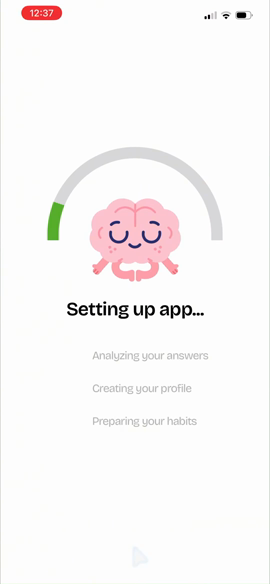 12:37
Setting up app...
Analyzing your answers
Creating your profile
Preparing your habits